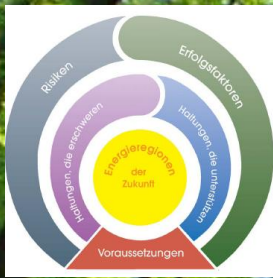 Risiken
Erfolgsfaktoren
Haltungen, die erschweren
Haltungen, die unterstützen
Energieregionen
der
Zukunft
Voraussetzungen